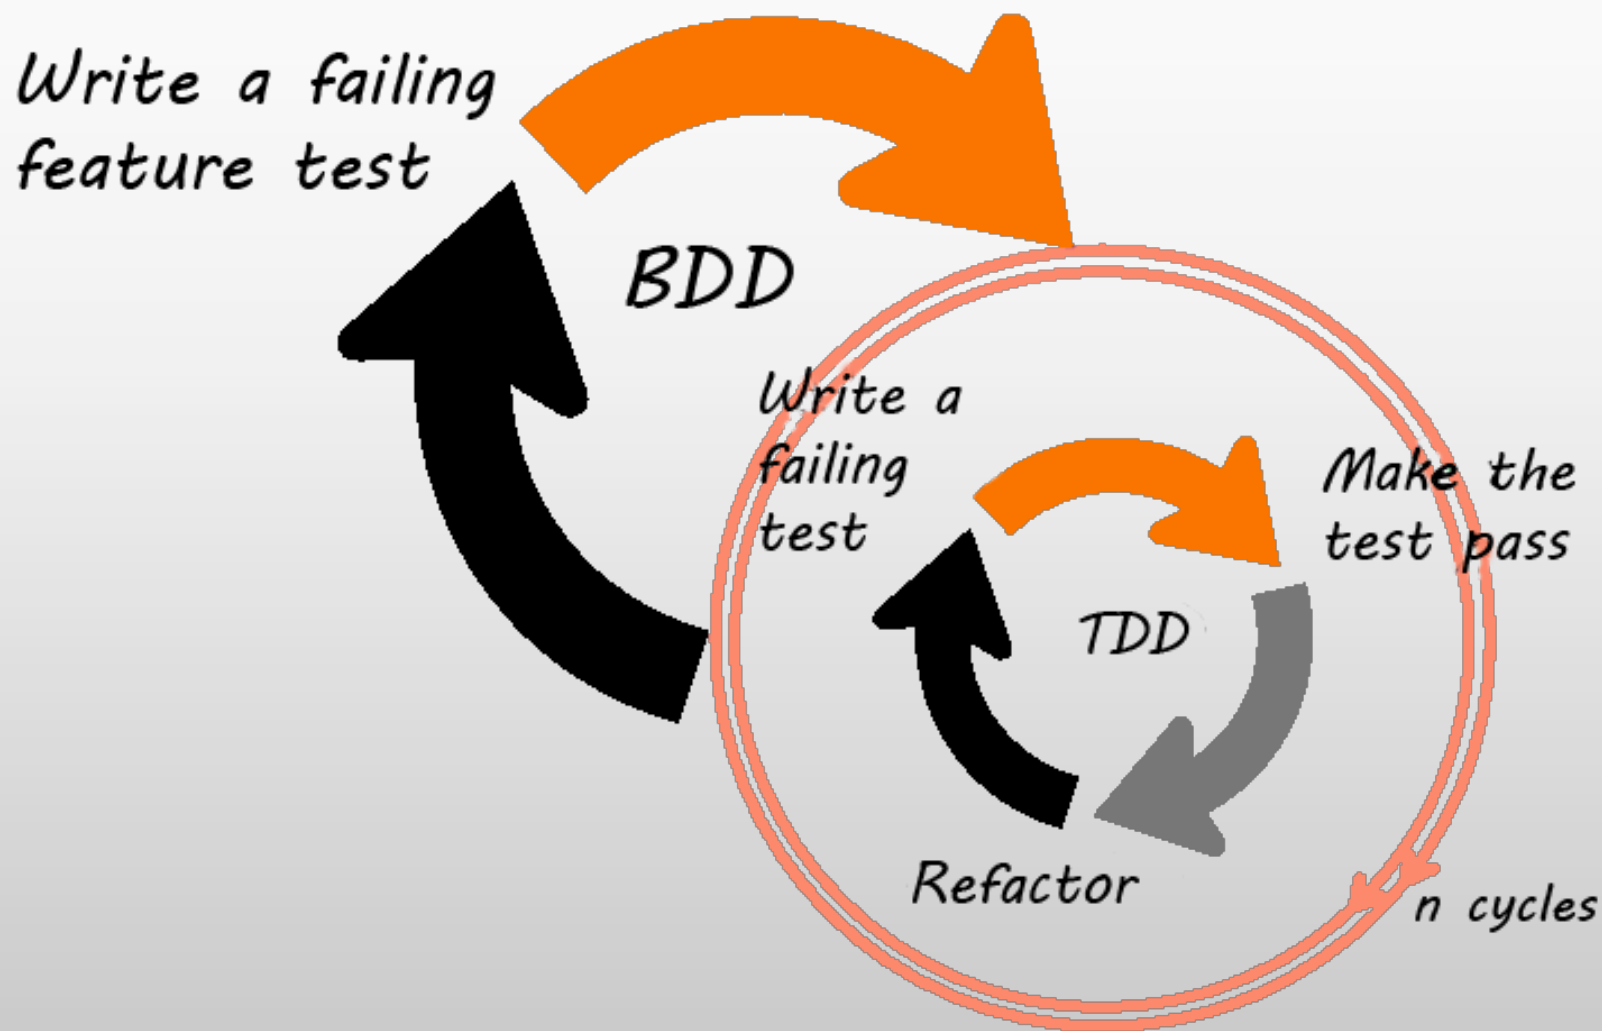 Write a failing
feature test
BDD
Write a
failing
test
Make the
test pass
TDD
Refactor
n cycles